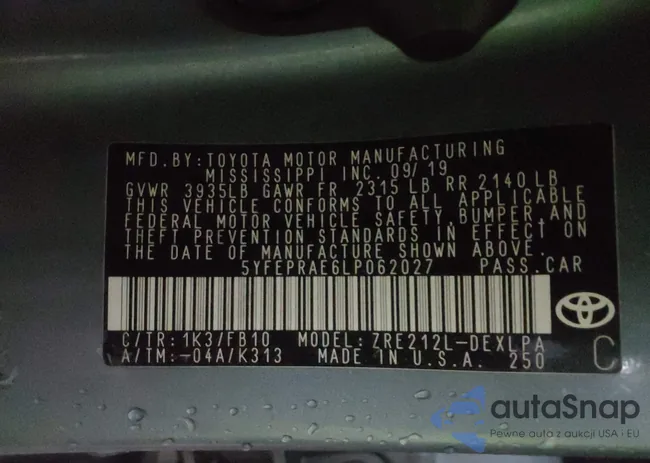 MFD.BY:TOYOTA MOTOR MANUFACTURING
MISSISSIPPI INC. 09/19
GVWR 3935LB GAWR FR 2315 LB RR 2140 LB
THIS VEHICLE CONFORMS TO ALL APPLICABLE
FEDERAL MOTOR VEHICLE SAFETY, BUMPER, AND
THEFT PREVENTION STANDARDS IN EFFECT ON
THE DATE OF MANUFACTURE SHOWN ABOVE.
5YFEPRAE6LP062027 PASS.CAR
C/TR: 1K3/FB10 MODEL: ZRE212L-DEXLPA
A/TM: -04A/K313 MADE IN U.S.A. 250
C
autaSnap
Pewne auta z aukcji USA i EU